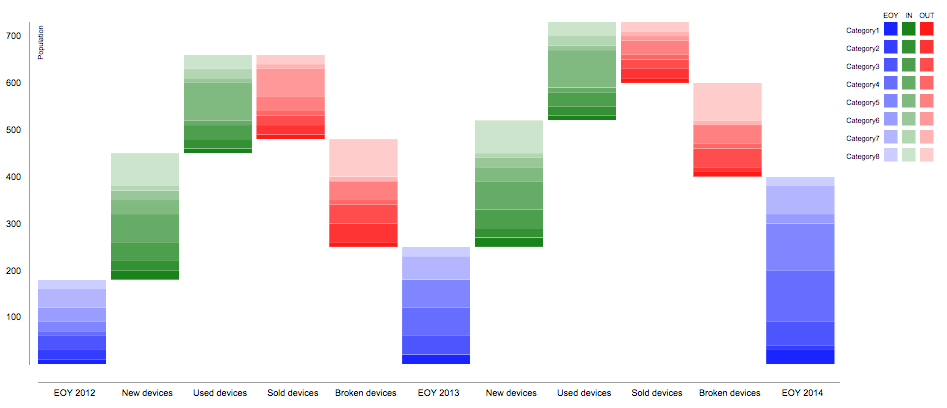 EOY IN OUT
Category1
Category2
Category3
Category4
Category5
Category6
Category7
Category8
Population
700
600
500
400
300
200
100
EOY 2012 New devices Used devices Sold devices Broken devices EOY 2013 New devices Used devices Sold devices Broken devices EOY 2014